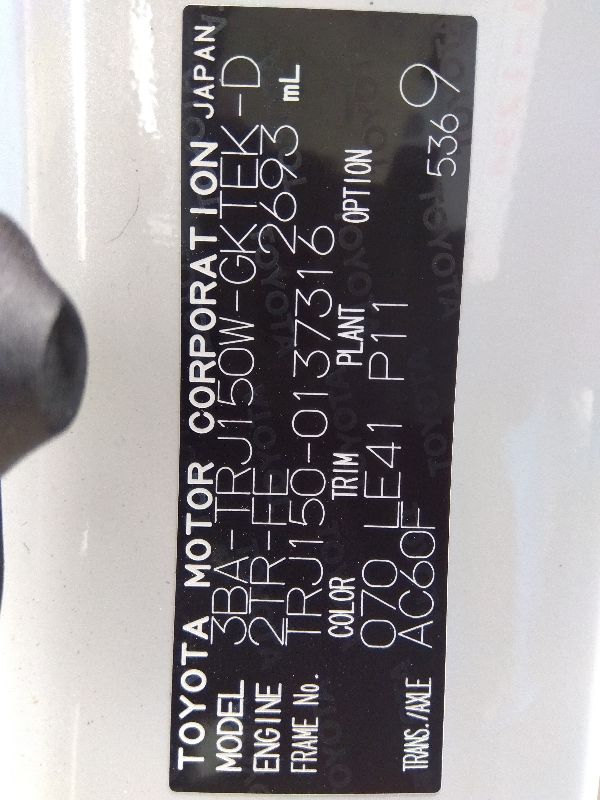 TOYOTA MOTOR CORPORATION JAPAN
MODEL 3BA-TRJ150W-GKTEK-D
ENGINE 2TR-FE 2693 mL
FRAME No. TRJ150-0137316
COLOR TRIM PLANT OPTION
070 LE41 P11
TRANS./AXLE AC60F 5369